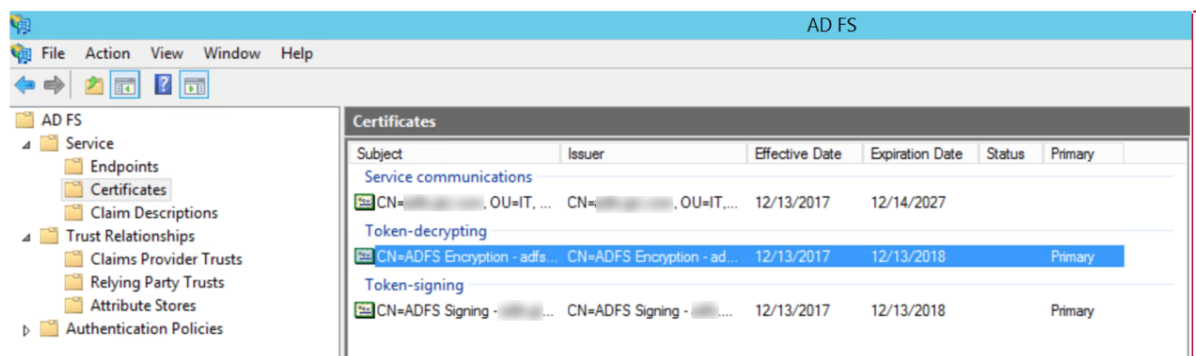 AD FS
File Action View Window Help
AD FS
Service
Endpoints
Certificates
Claim Descriptions
Trust Relationships
Claims Provider Trusts
Relying Party Trusts
Attribute Stores
Authentication Policies
Certificates
Subject Issuer Effective Date Expiration Date Status Primary
Service communications
CN= , OU=IT, ... CN= , OU=IT,... 12/13/2017 12/14/2027
Token-decrypting
CN=ADFS Encryption - adfs... CN=ADFS Encryption - ad... 12/13/2017 12/13/2018 Primary
Token-signing
CN=ADFS Signing - ... CN=ADFS Signing - .... 12/13/2017 12/13/2018 Primary